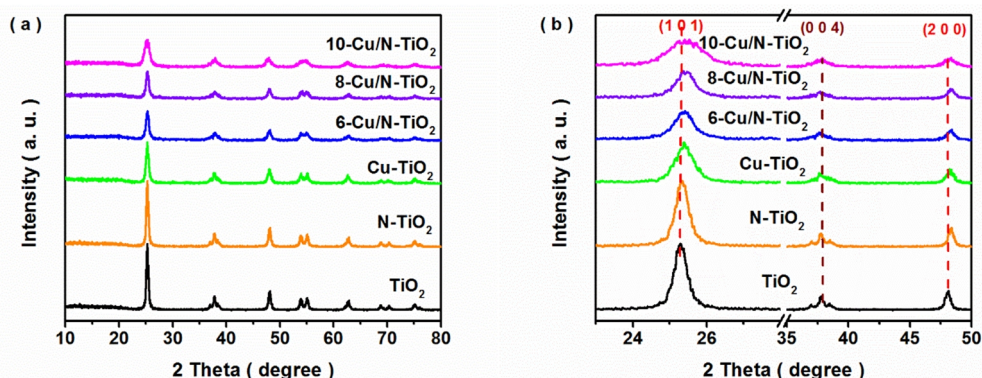 ( a )
10-Cu/N-TiO₂
8-Cu/N-TiO₂
6-Cu/N-TiO₂
Cu-TiO₂
N-TiO₂
TiO₂
Intensity ( a. u. )
10 20 30 40 50 60 70 80
2 Theta ( degree )
( b )
(1 0 1) (0 0 4) (2 0 0)
10-Cu/N-TiO₂
8-Cu/N-TiO₂
6-Cu/N-TiO₂
Cu-TiO₂
N-TiO₂
TiO₂
Intensity ( a. u. )
24 26 35 40 45 50
2 Theta ( degree )